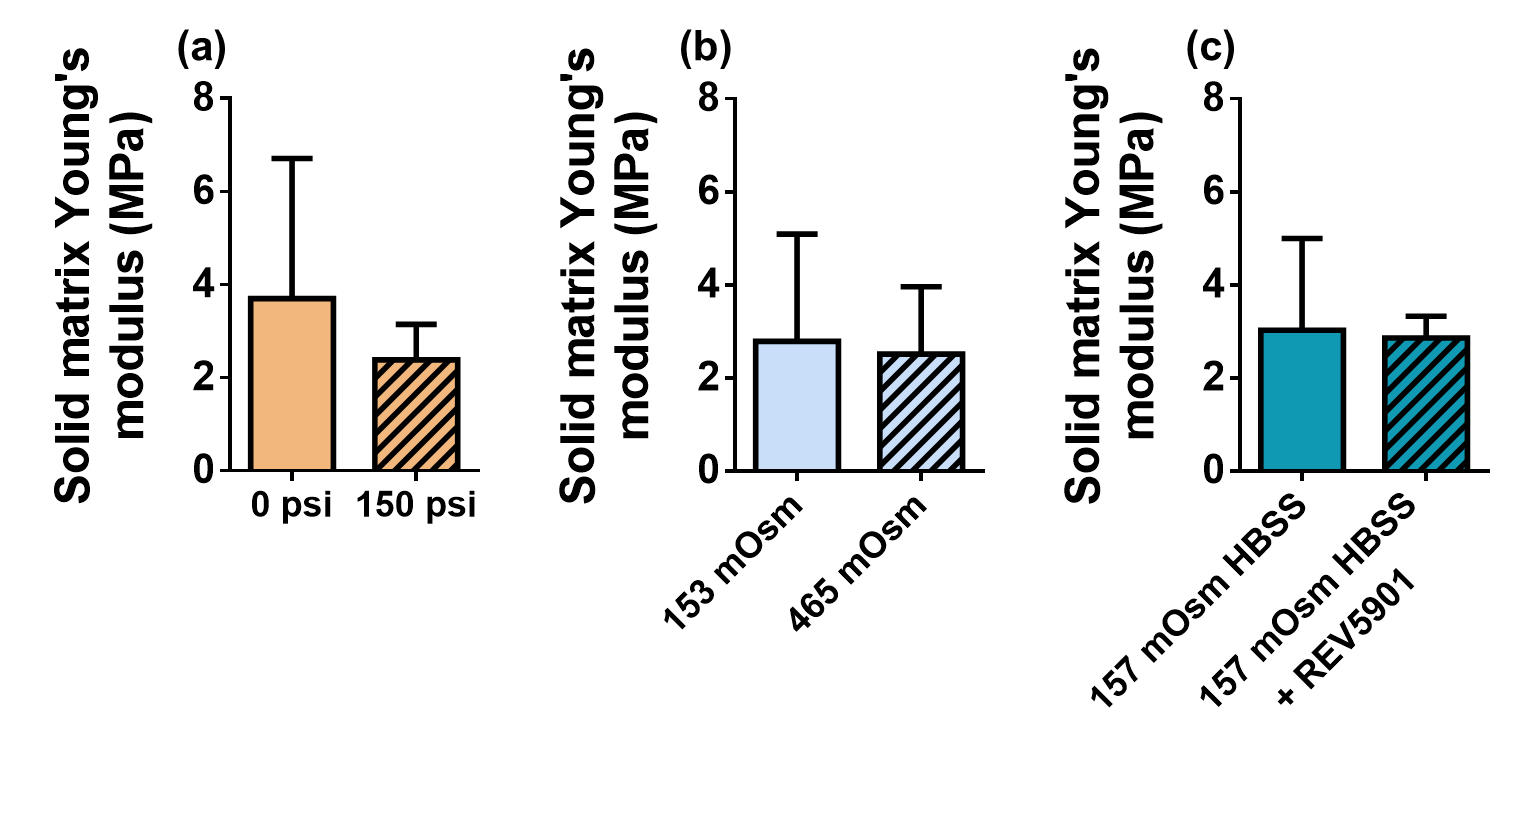 (a)
Solid matrix Young's
modulus (MPa)
8
6
4
2
0
0 psi
150 psi
(b)
Solid matrix Young's
modulus (MPa)
8
6
4
2
0
153 mOsm
465 mOsm
(c)
Solid matrix Young's
modulus (MPa)
8
6
4
2
0
157 mOsm HBSS
157 mOsm HBSS
+ REV5901